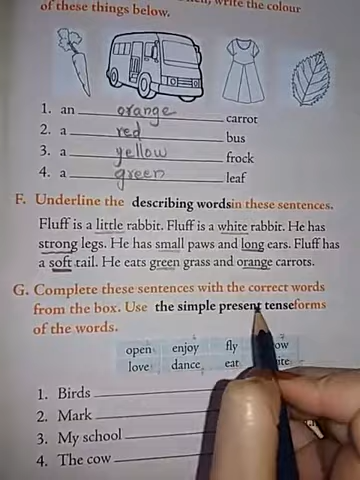 write the colour
of these things below.
1. an orange carrot
2. a red bus
3. a yellow frock
4. a green leaf
F. Underline the describing words in these sentences.
Fluff is a little rabbit. Fluff is a white rabbit. He has
strong legs. He has small paws and long ears. Fluff has
a soft tail. He eats green grass and orange carrots.
G. Complete these sentences with the correct words
from the box. Use the simple present tense forms
of the words.
open enjoy fly
love dance eat
1. Birds
2. Mark
3. My school
4. The cow